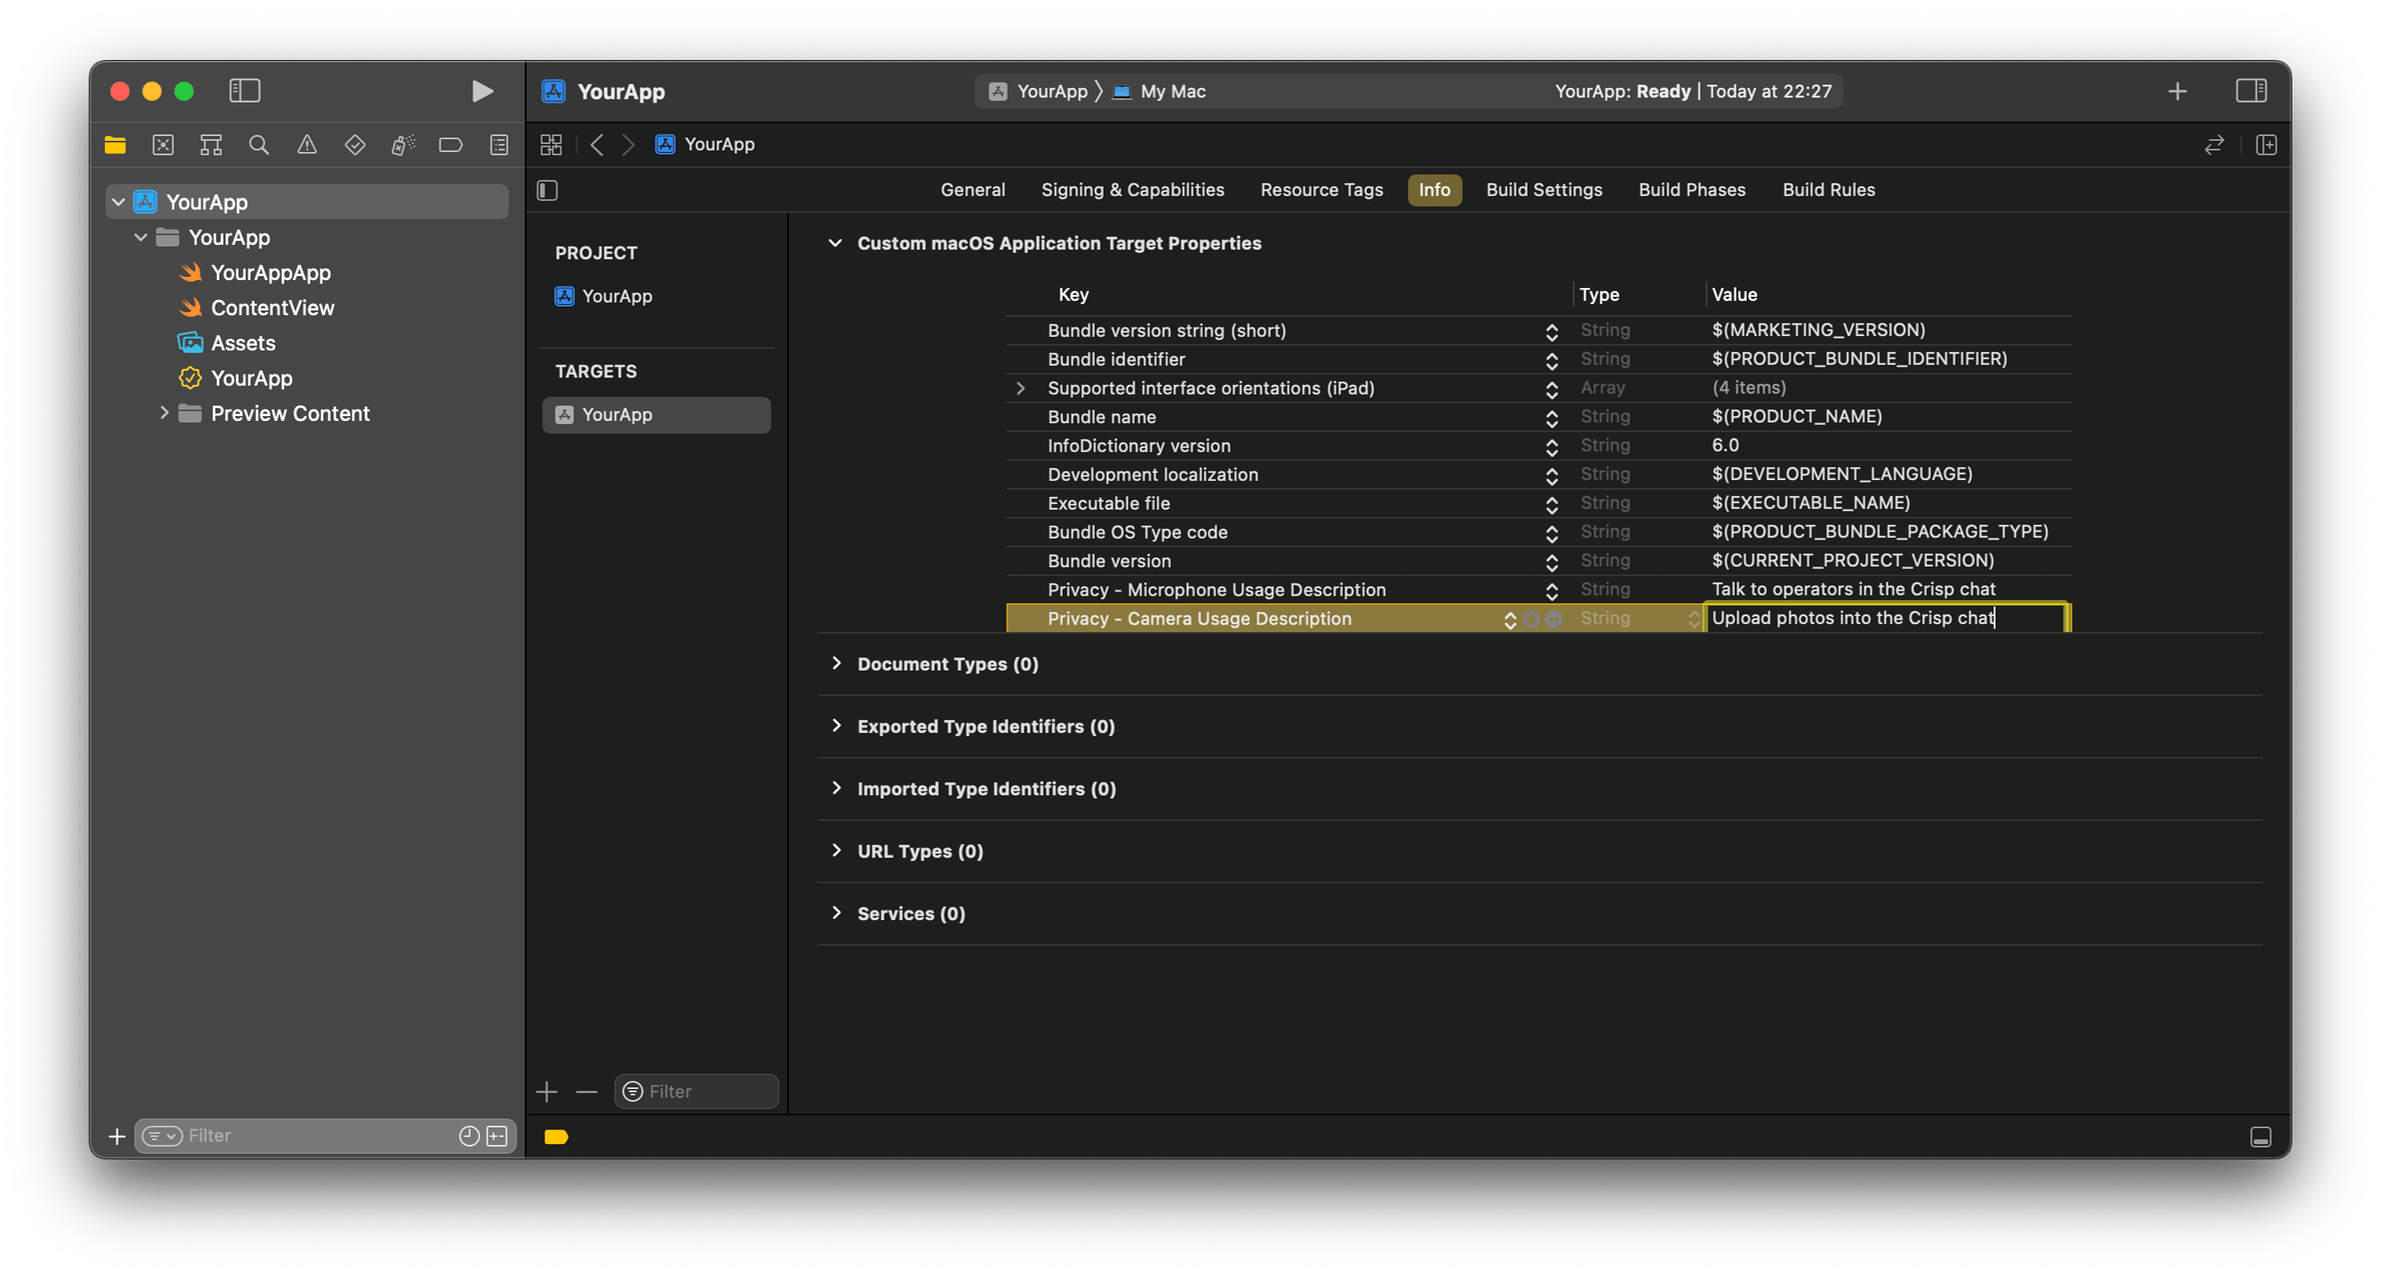 YourApp
YourApp
My Mac
YourApp: Ready | Today at 22:27
YourApp
General
Signing & Capabilities
Resource Tags
Info
Build Settings
Build Phases
Build Rules
YourApp
YourApp
YourAppApp
ContentView
Assets
YourApp
Preview Content
Filter
PROJECT
YourApp
TARGETS
YourApp
Filter
Custom macOS Application Target Properties
Key Type Value
Bundle version string (short) String $(MARKETING_VERSION)
Bundle identifier String $(PRODUCT_BUNDLE_IDENTIFIER)
Supported interface orientations (iPad) Array (4 items)
Bundle name String $(PRODUCT_NAME)
InfoDictionary version String 6.0
Development localization String $(DEVELOPMENT_LANGUAGE)
Executable file String $(EXECUTABLE_NAME)
Bundle OS Type code String $(PRODUCT_BUNDLE_PACKAGE_TYPE)
Bundle version String $(CURRENT_PROJECT_VERSION)
Privacy - Microphone Usage Description String Talk to operators in the Crisp chat
Privacy - Camera Usage Description String Upload photos into the Crisp chat
Document Types (0)
Exported Type Identifiers (0)
Imported Type Identifiers (0)
URL Types (0)
Services (0)